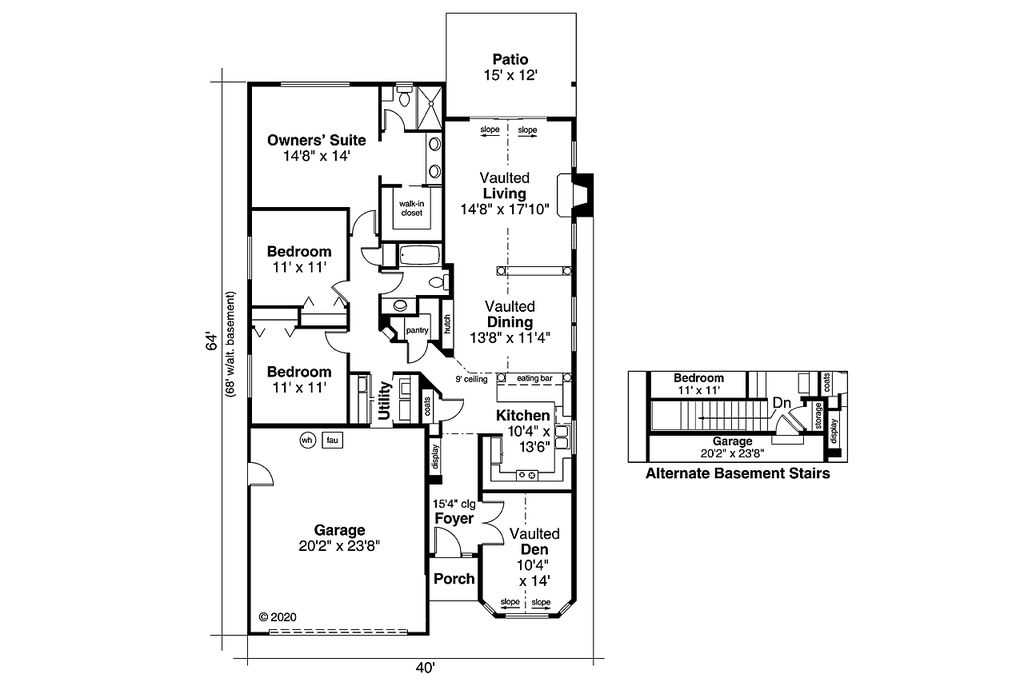 Patio
15' x 12'
slope
slope
Owners' Suite
14'8" x 14'
Vaulted
Living
14'8" x 17'10"
walk-in
closet
Bedroom
11' x 11'
Vaulted
Dining
13'8" x 11'4"
hutch
pantry
64'
(68' w/alt. basement)
Bedroom
11' x 11'
Utility
9' ceiling
eating bar
coats
Kitchen
10'4" x
13'6"
display
wh
fau
15'4" clg
Foyer
Garage
20'2" x 23'8"
Vaulted
Den
10'4"
x 14'
Porch
slope
slope
© 2020
40'
Bedroom
11' x 11'
coats
Dn
storage
display
Garage
20'2" x 23'8"
Alternate Basement Stairs